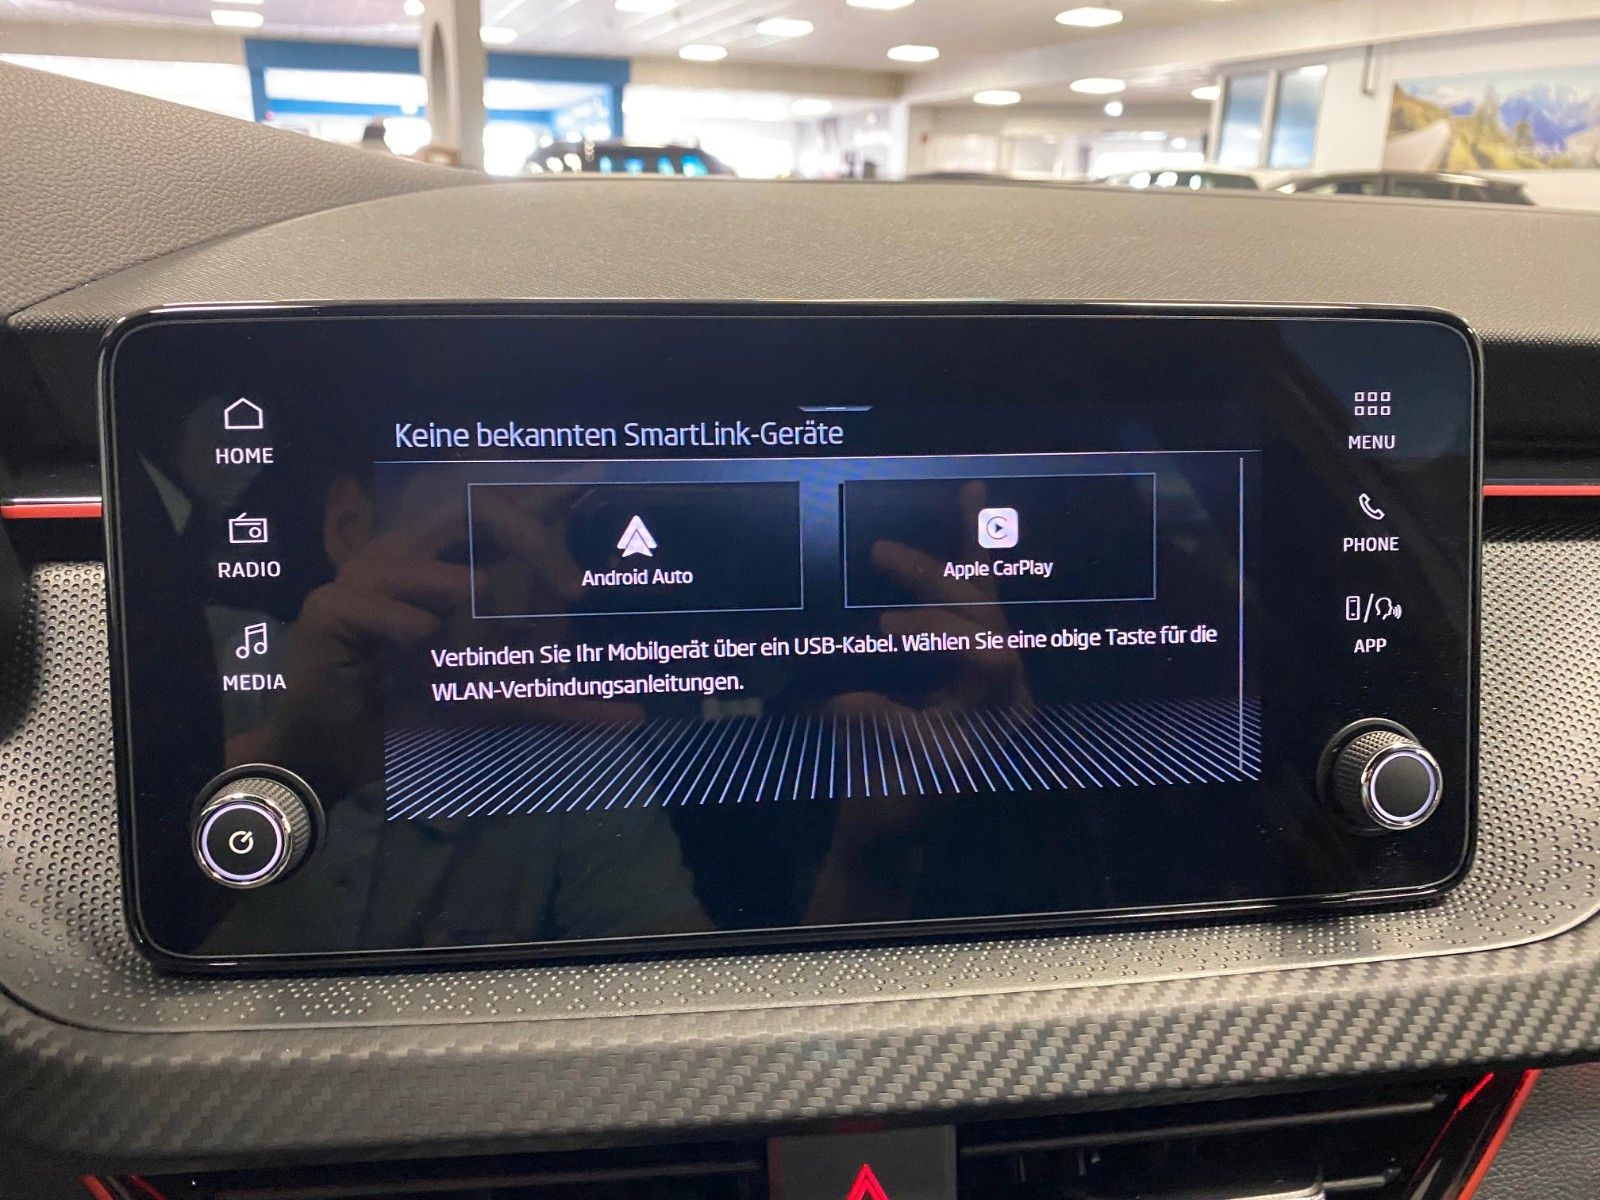 Keine bekannten SmartLink-Geräte
HOME
RADIO
MEDIA
Android Auto
Apple CarPlay
Verbinden Sie Ihr Mobilgerät über ein USB-Kabel. Wählen Sie eine obige Taste für die
WLAN-Verbindungsanleitungen.
MENU
PHONE
APP